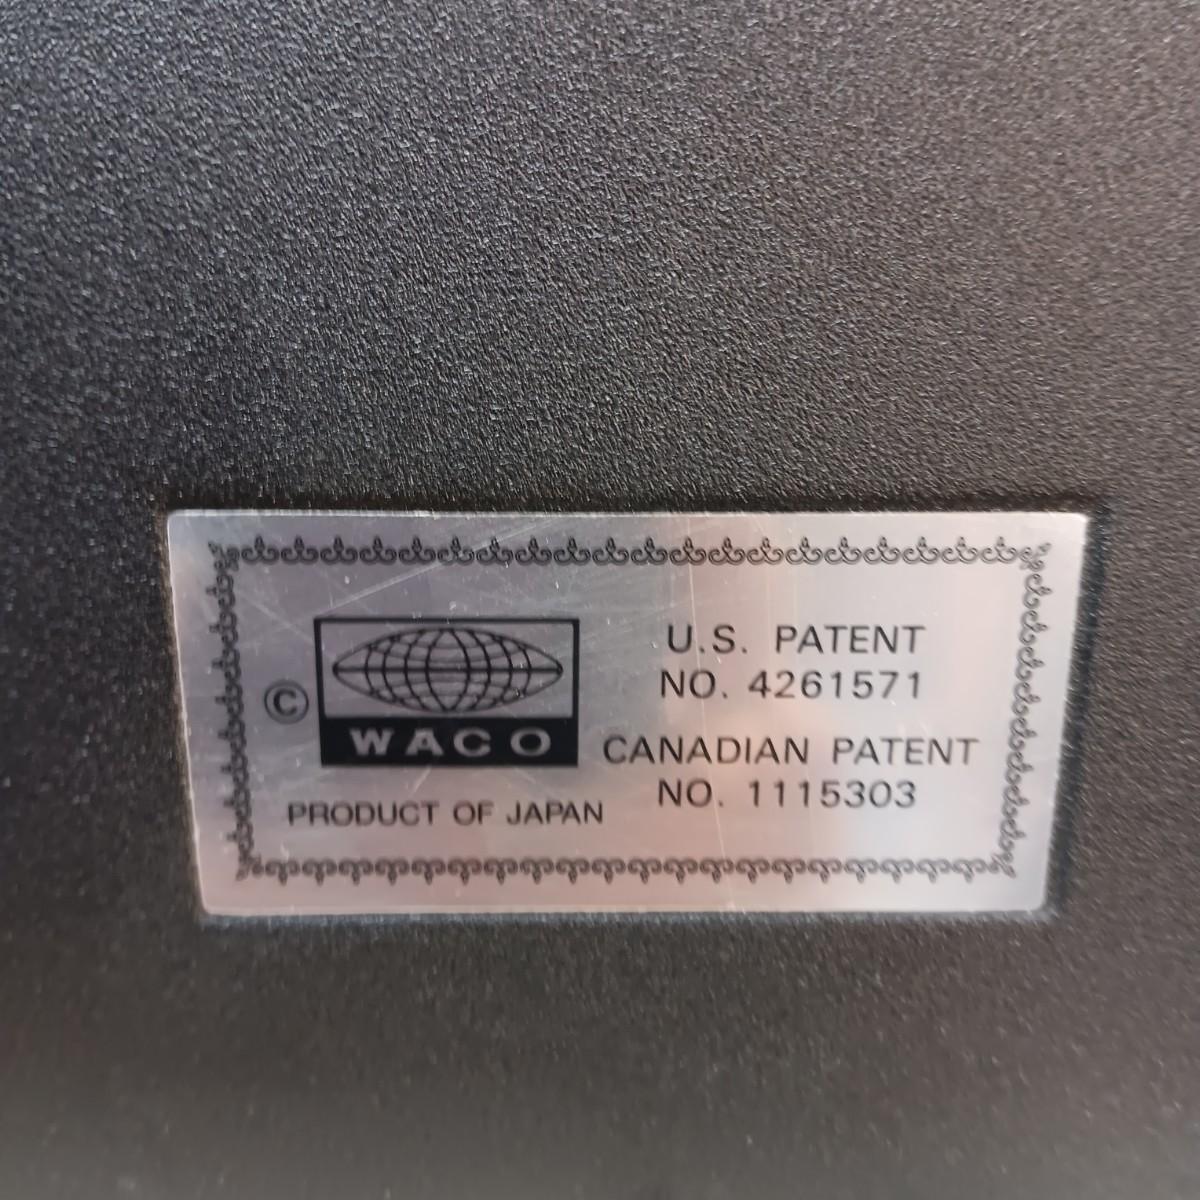 ©
WACO
PRODUCT OF JAPAN
U.S. PATENT
NO. 4261571
CANADIAN PATENT
NO. 1115303